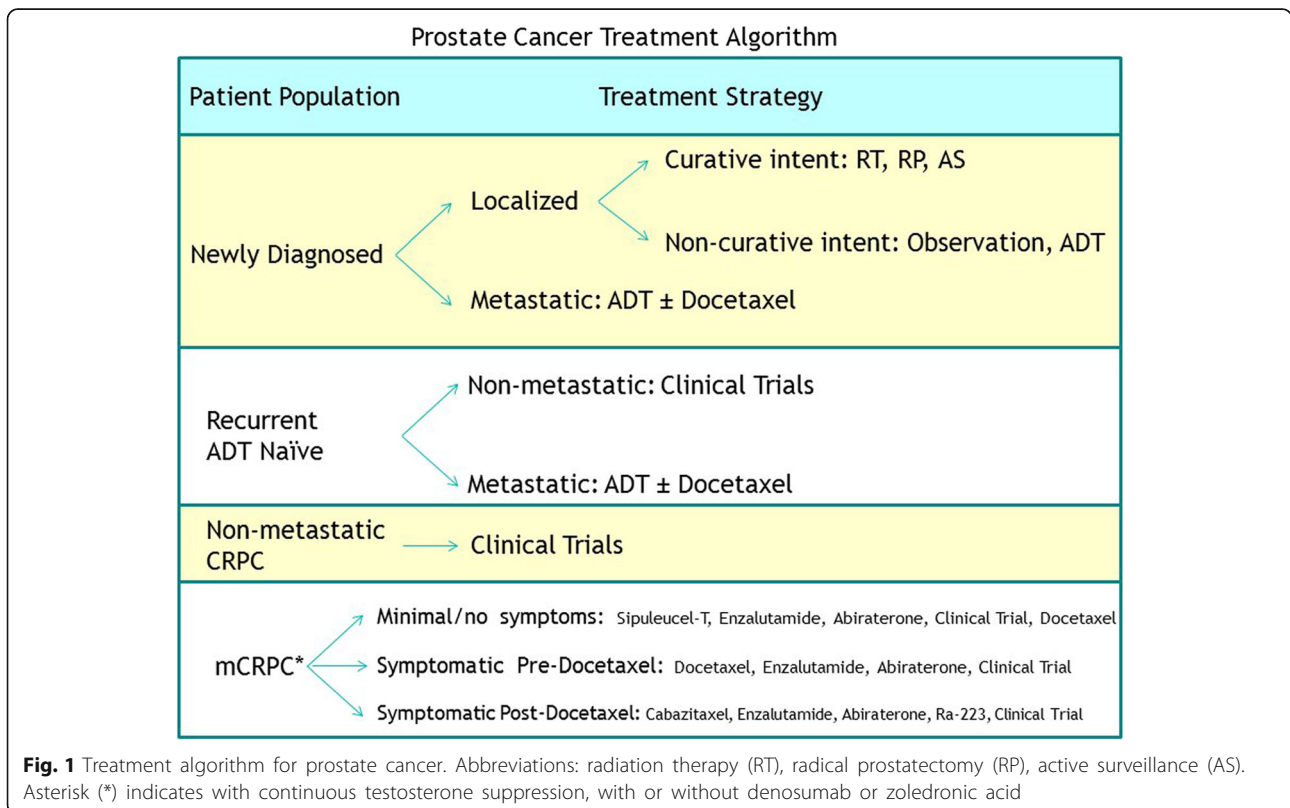 Prostate Cancer Treatment Algorithm
Patient Population
Treatment Strategy
Newly Diagnosed
Localized
Curative intent: RT, RP, AS
Non-curative intent: Observation, ADT
Metastatic: ADT ± Docetaxel
Recurrent
ADT Naïve
Non-metastatic: Clinical Trials
Metastatic: ADT ± Docetaxel
Non-metastatic
CRPC
Clinical Trials
mCRPC*
Minimal/no symptoms: Sipuleucel-T, Enzalutamide, Abiraterone, Clinical Trial, Docetaxel
Symptomatic Pre-Docetaxel: Docetaxel, Enzalutamide, Abiraterone, Clinical Trial
Symptomatic Post-Docetaxel: Cabazitaxel, Enzalutamide, Abiraterone, Ra-223, Clinical Trial
Fig. 1 Treatment algorithm for prostate cancer. Abbreviations: radiation therapy (RT), radical prostatectomy (RP), active surveillance (AS).
Asterisk (*) indicates with continuous testosterone suppression, with or without denosumab or zoledronic acid